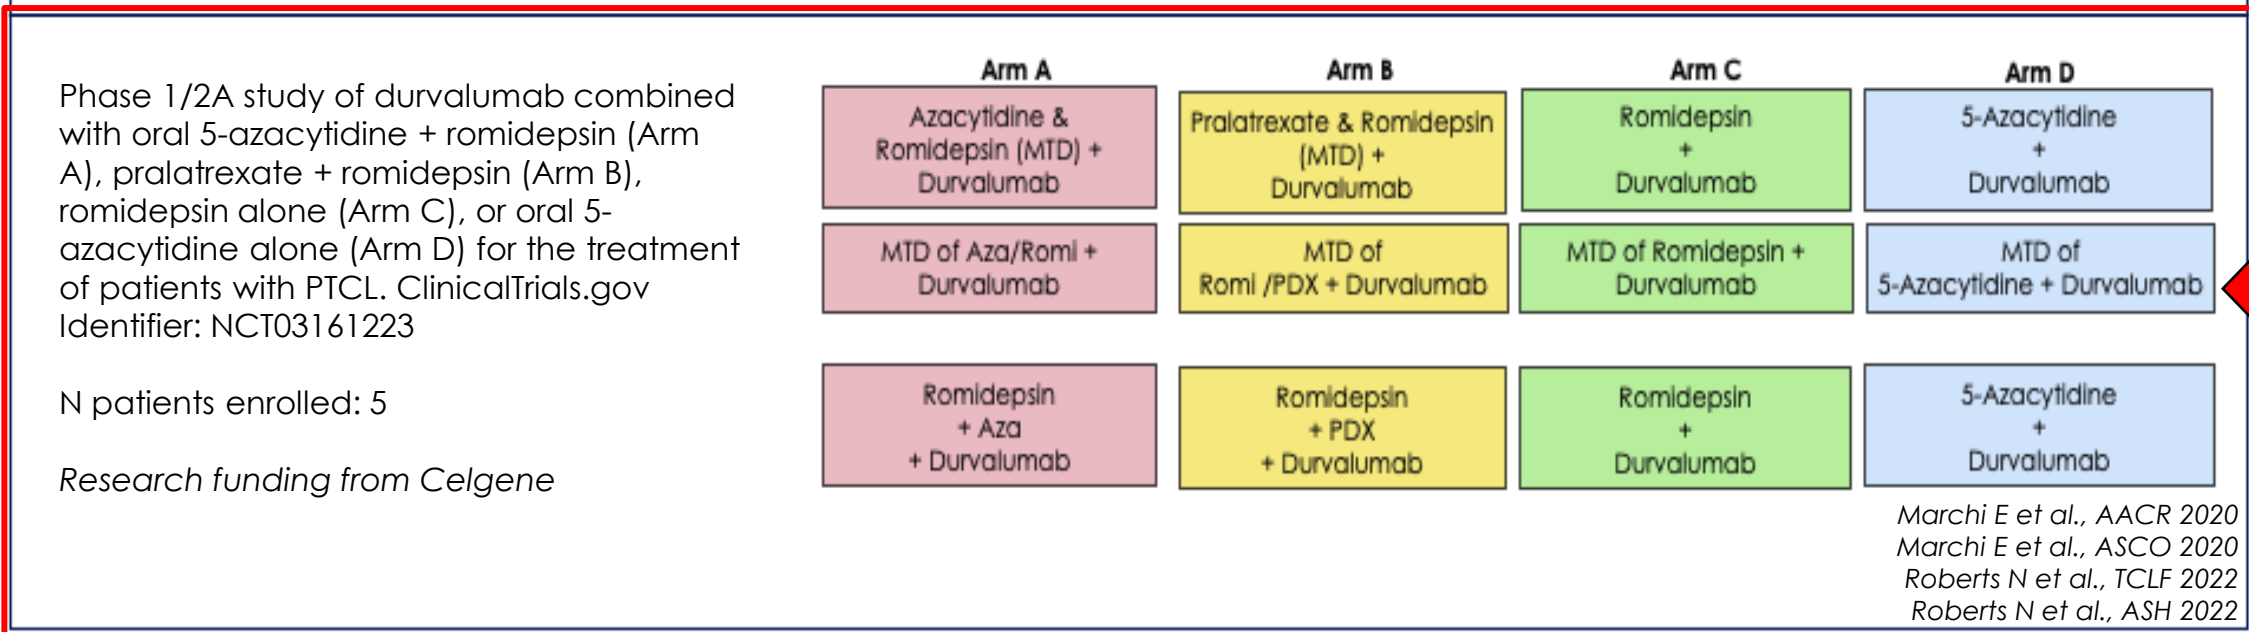 Phase 1/2A study of durvalumab combined
with oral 5-azacytidine + romidepsin (Arm
A), pralatrexate + romidepsin (Arm B),
romidepsin alone (Arm C), or oral 5-
azacytidine alone (Arm D) for the treatment
of patients with PTCL. ClinicalTrials.gov
Identifier: NCT03161223
N patients enrolled: 5
Research funding from Celgene
Arm A
Azacytidine &
Romidepsin (MTD) +
Durvalumab
MTD of Aza/Romi +
Durvalumab
Romidepsin
+ Aza
+ Durvalumab
Arm B
Pralatrexate & Romidepsin
(MTD) +
Durvalumab
MTD of
Romi /PDX + Durvalumab
Romidepsin
+ PDX
+ Durvalumab
Arm C
Romidepsin
+
Durvalumab
MTD of Romidepsin +
Durvalumab
Romidepsin
+
Durvalumab
Arm D
5-Azacytidine
+
Durvalumab
MTD of
5-Azacytidine + Durvalumab
5-Azacytidine
+
Durvalumab
Marchi E et al., AACR 2020
Marchi E et al., ASCO 2020
Roberts N et al., TCLF 2022
Roberts N et al., ASH 2022